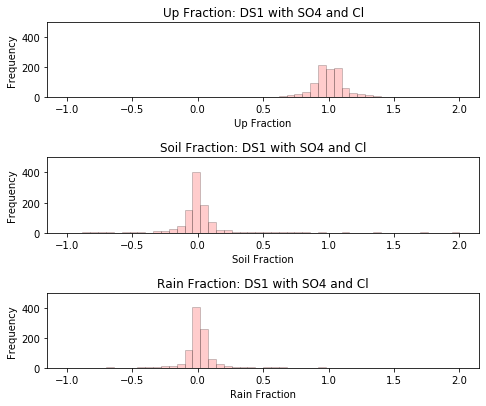 Up Fraction: DS1 with SO4 and Cl
400
200
0
Frequency
-1.0 -0.5 0.0 0.5 1.0 1.5 2.0
Up Fraction
Soil Fraction: DS1 with SO4 and Cl
400
200
0
Frequency
-1.0 -0.5 0.0 0.5 1.0 1.5 2.0
Soil Fraction
Rain Fraction: DS1 with SO4 and Cl
400
200
0
Frequency
-1.0 -0.5 0.0 0.5 1.0 1.5 2.0
Rain Fraction